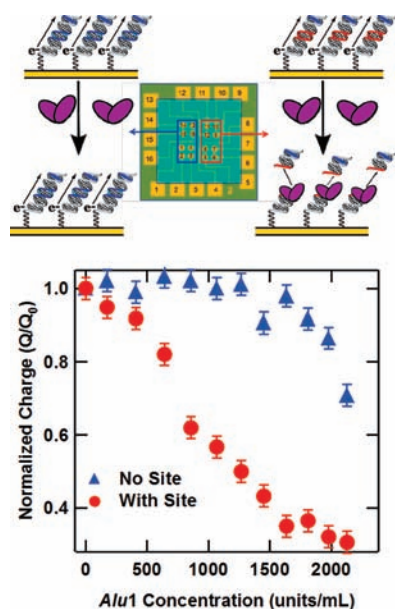 e-
e-
12 11 10 9
13
14
15
16
8
7
6
5
1 2 3 4
e-
e-
Normalized Charge (Q/Q0)
1.0
0.8
0.6
0.4
No Site
With Site
0 500 1000 1500 2000
Alu1 Concentration (units/mL)